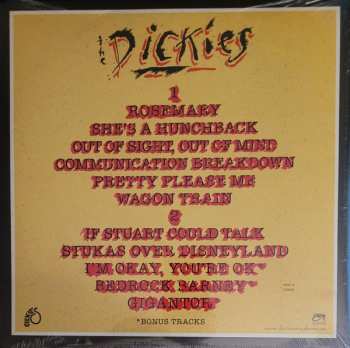 the Dickies
1
ROSEMARY
SHE'S A HUNCHBACK
OUT OF SIGHT, OUT OF MIND
COMMUNICATION BREAKDOWN
PRETTY PLEASE ME
WAGON TRAIN
2
IF STUART COULD TALK
STUKAS OVER DISNEYLAND
I'M OKAY, YOU'RE OK*
BEDROCK BARNEY*
GIGANTOR*
*BONUS TRACKS